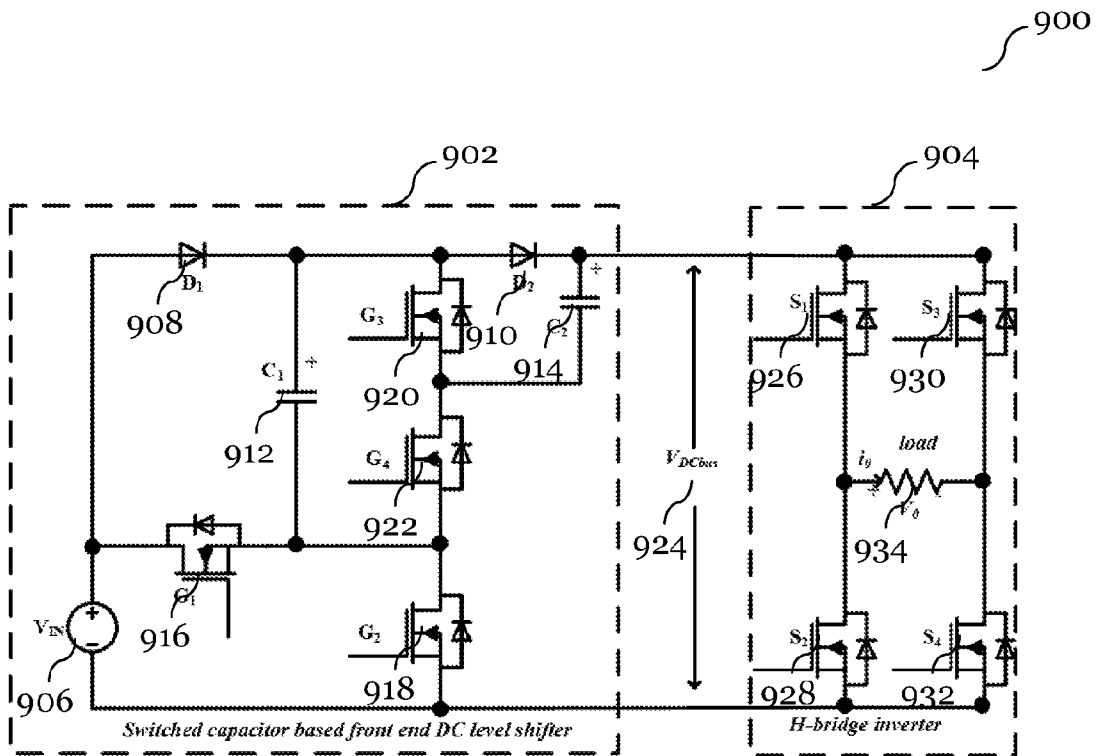 900
902
904
D₁
908
D₂
910
+
C₂
914
G₃
920
C₁
+
912
G₄
922
G₁
916
V_IN
+
−
906
G₂
918
V_DCbus
924
S₁
926
S₃
930
load
i₀
V₀
934
S₂
928
S₄
932
Switched capacitor based front end DC level shifter
H-bridge inverter